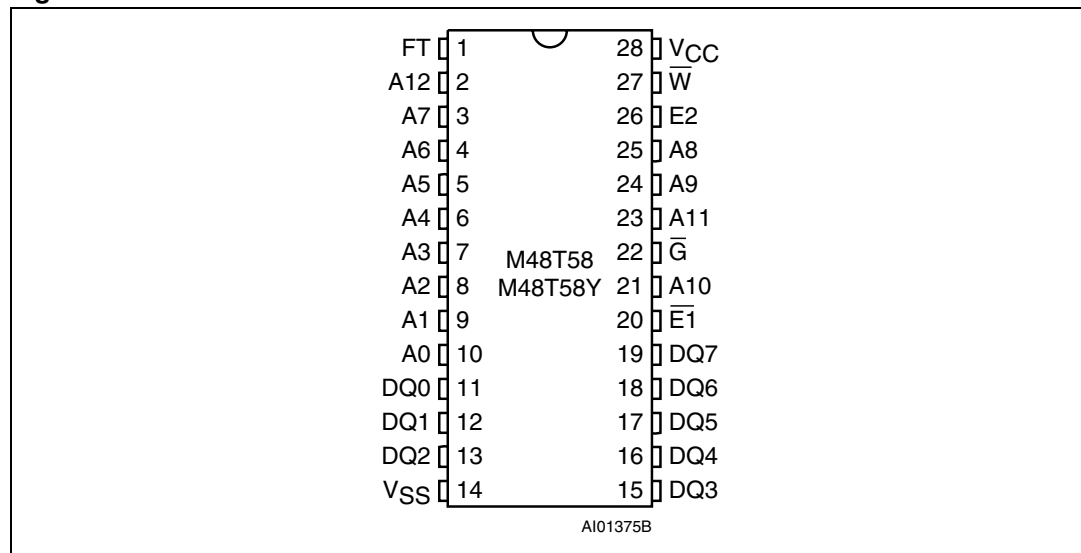 FT 1 28 VCC
A12 2 27 W̅
A7 3 26 E2
A6 4 25 A8
A5 5 24 A9
A4 6 23 A11
A3 7 22 G̅
A2 8 21 A10
A1 9 20 E̅1̅
A0 10 19 DQ7
DQ0 11 18 DQ6
DQ1 12 17 DQ5
DQ2 13 16 DQ4
VSS 14 15 DQ3
M48T58
M48T58Y
AI01375B